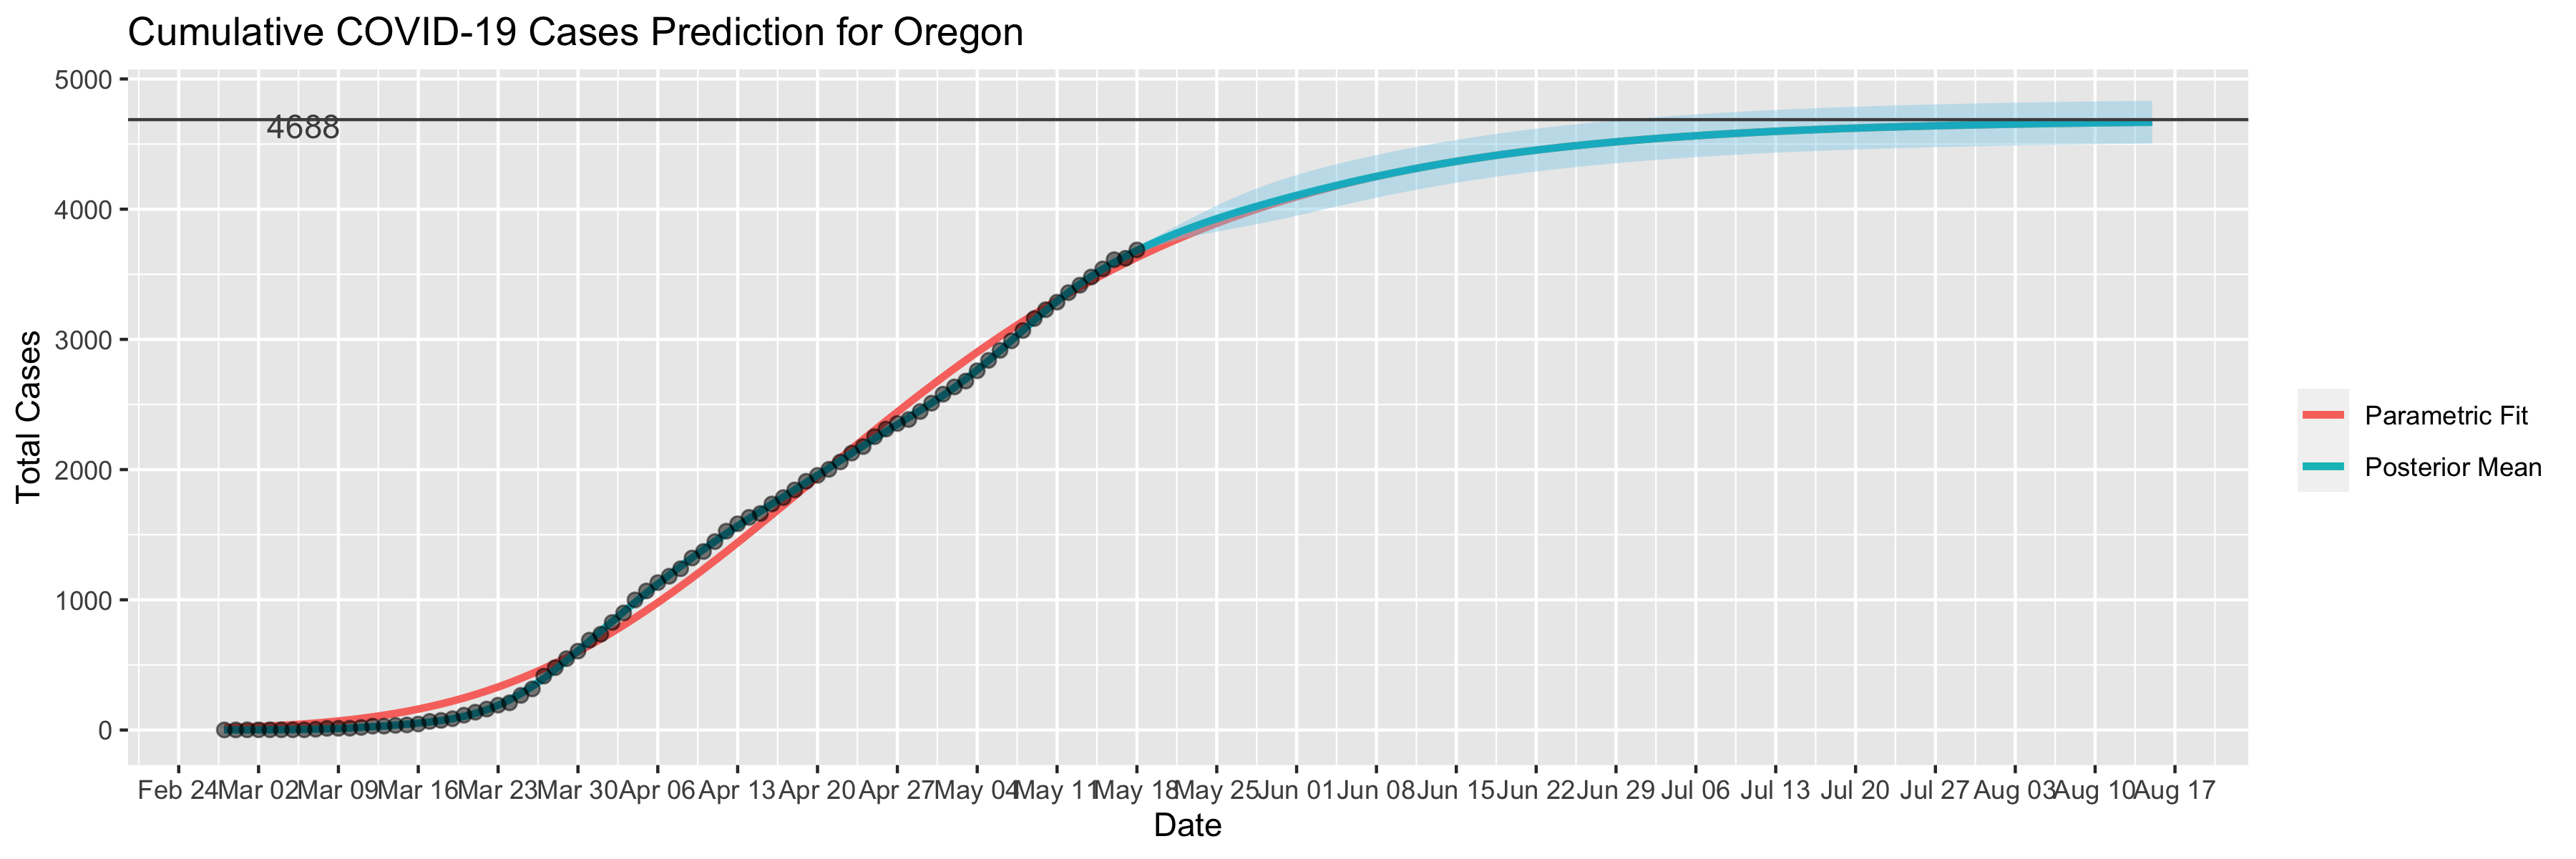 Cumulative COVID-19 Cases Prediction for Oregon
5000
4688
4000
3000
2000
1000
0
Total Cases
Feb 24 Mar 02 Mar 09 Mar 16 Mar 23 Mar 30 Apr 06 Apr 13 Apr 20 Apr 27 May 04 May 11 May 18 May 25 Jun 01 Jun 08 Jun 15 Jun 22 Jun 29 Jul 06 Jul 13 Jul 20 Jul 27 Aug 03 Aug 10 Aug 17
Date
Parametric Fit
Posterior Mean